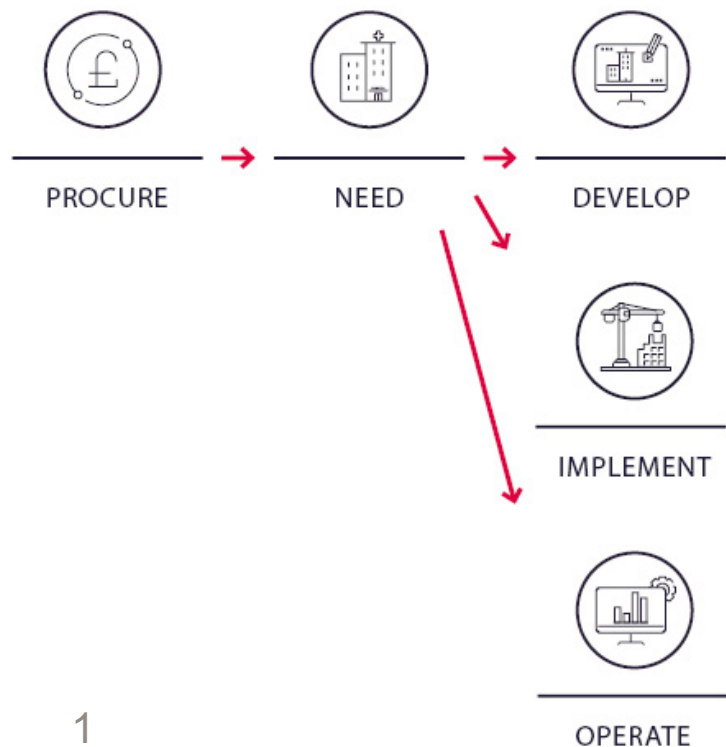 £
PROCURE
NEED
DEVELOP
IMPLEMENT
OPERATE
1